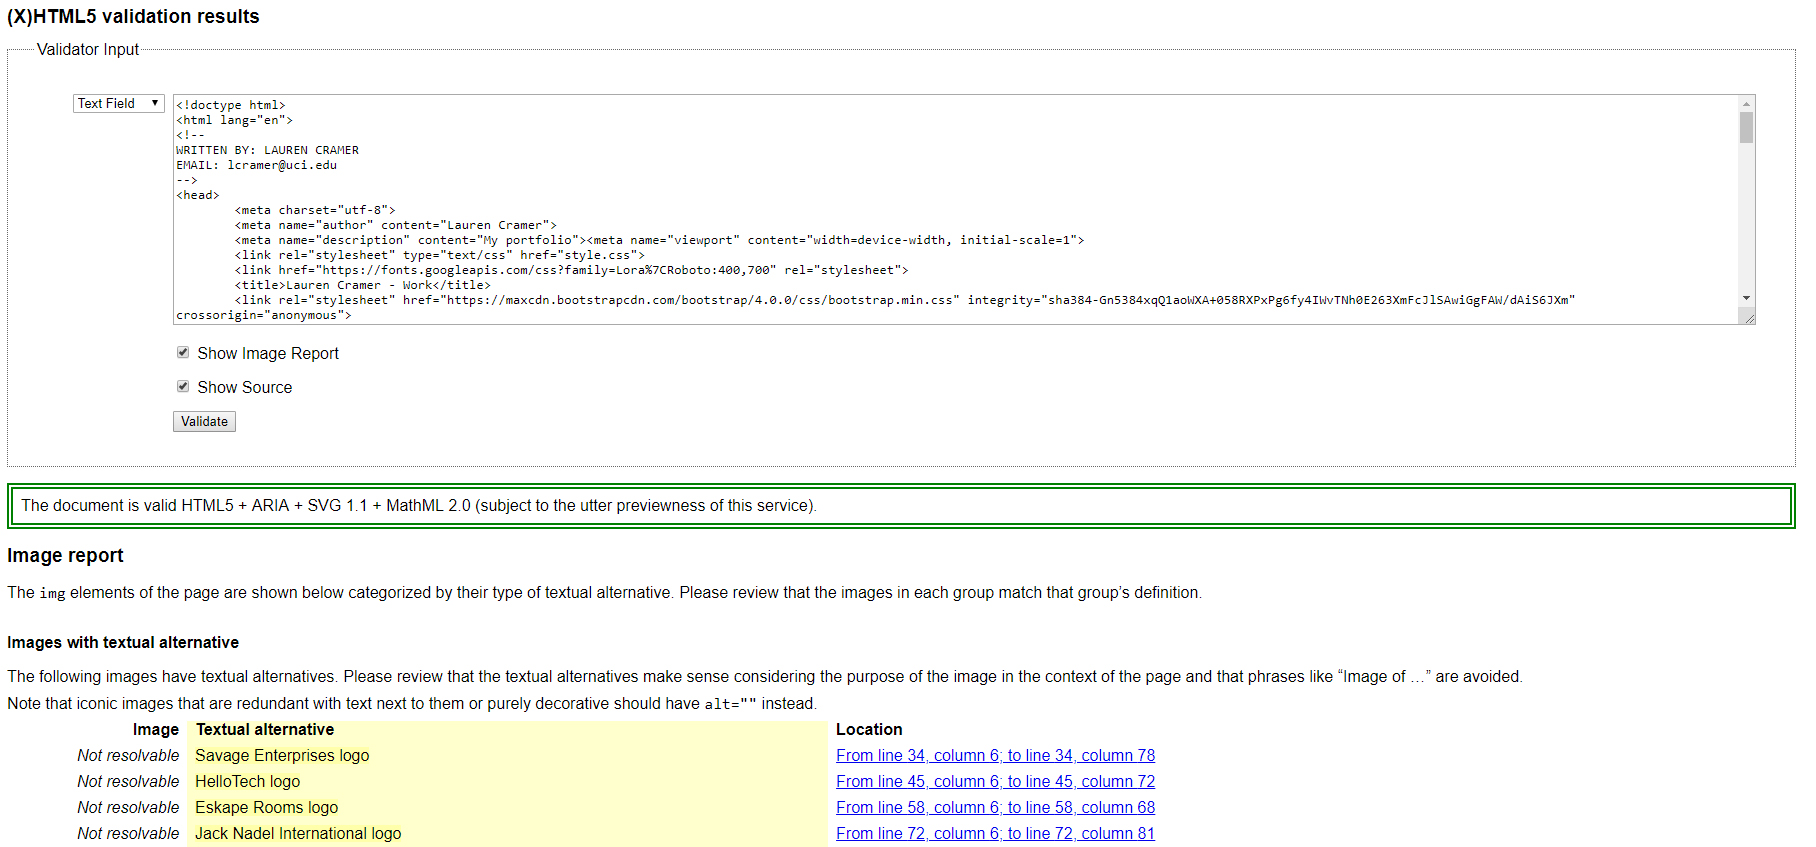 (X)HTML5 validation results
Validator Input
Text Field
<!doctype html>
<html lang="en">
<!--
WRITTEN BY: LAUREN CRAMER
EMAIL: lcramer@uci.edu
-->
<head>
<meta charset="utf-8">
<meta name="author" content="Lauren Cramer">
<meta name="description" content="My portfolio"><meta name="viewport" content="width=device-width, initial-scale=1">
<link rel="stylesheet" type="text/css" href="style.css">
<link href="https://fonts.googleapis.com/css?family=Lora%7CRoboto:400,700" rel="stylesheet">
<title>Lauren Cramer - Work</title>
<link rel="stylesheet" href="https://maxcdn.bootstrapcdn.com/bootstrap/4.0.0/css/bootstrap.min.css" integrity="sha384-Gn5384xqQ1aoWXA+058RXPxPg6fy4IWvTNh0E263XmFcJlSAwiGgFAW/dAiS6JXm"
crossorigin="anonymous">
Show Image Report
Show Source
Validate
The document is valid HTML5 + ARIA + SVG 1.1 + MathML 2.0 (subject to the utter previewness of this service).
Image report
The img elements of the page are shown below categorized by their type of textual alternative. Please review that the images in each group match that group’s definition.
Images with textual alternative
The following images have textual alternatives. Please review that the textual alternatives make sense considering the purpose of the image in the context of the page and that phrases like “Image of …” are avoided.
Note that iconic images that are redundant with text next to them or purely decorative should have alt="" instead.
Image Textual alternative Location
Not resolvable Savage Enterprises logo From line 34, column 6; to line 34, column 78
Not resolvable HelloTech logo From line 45, column 6; to line 45, column 72
Not resolvable Eskape Rooms logo From line 58, column 6; to line 58, column 68
Not resolvable Jack Nadel International logo From line 72, column 6; to line 72, column 81